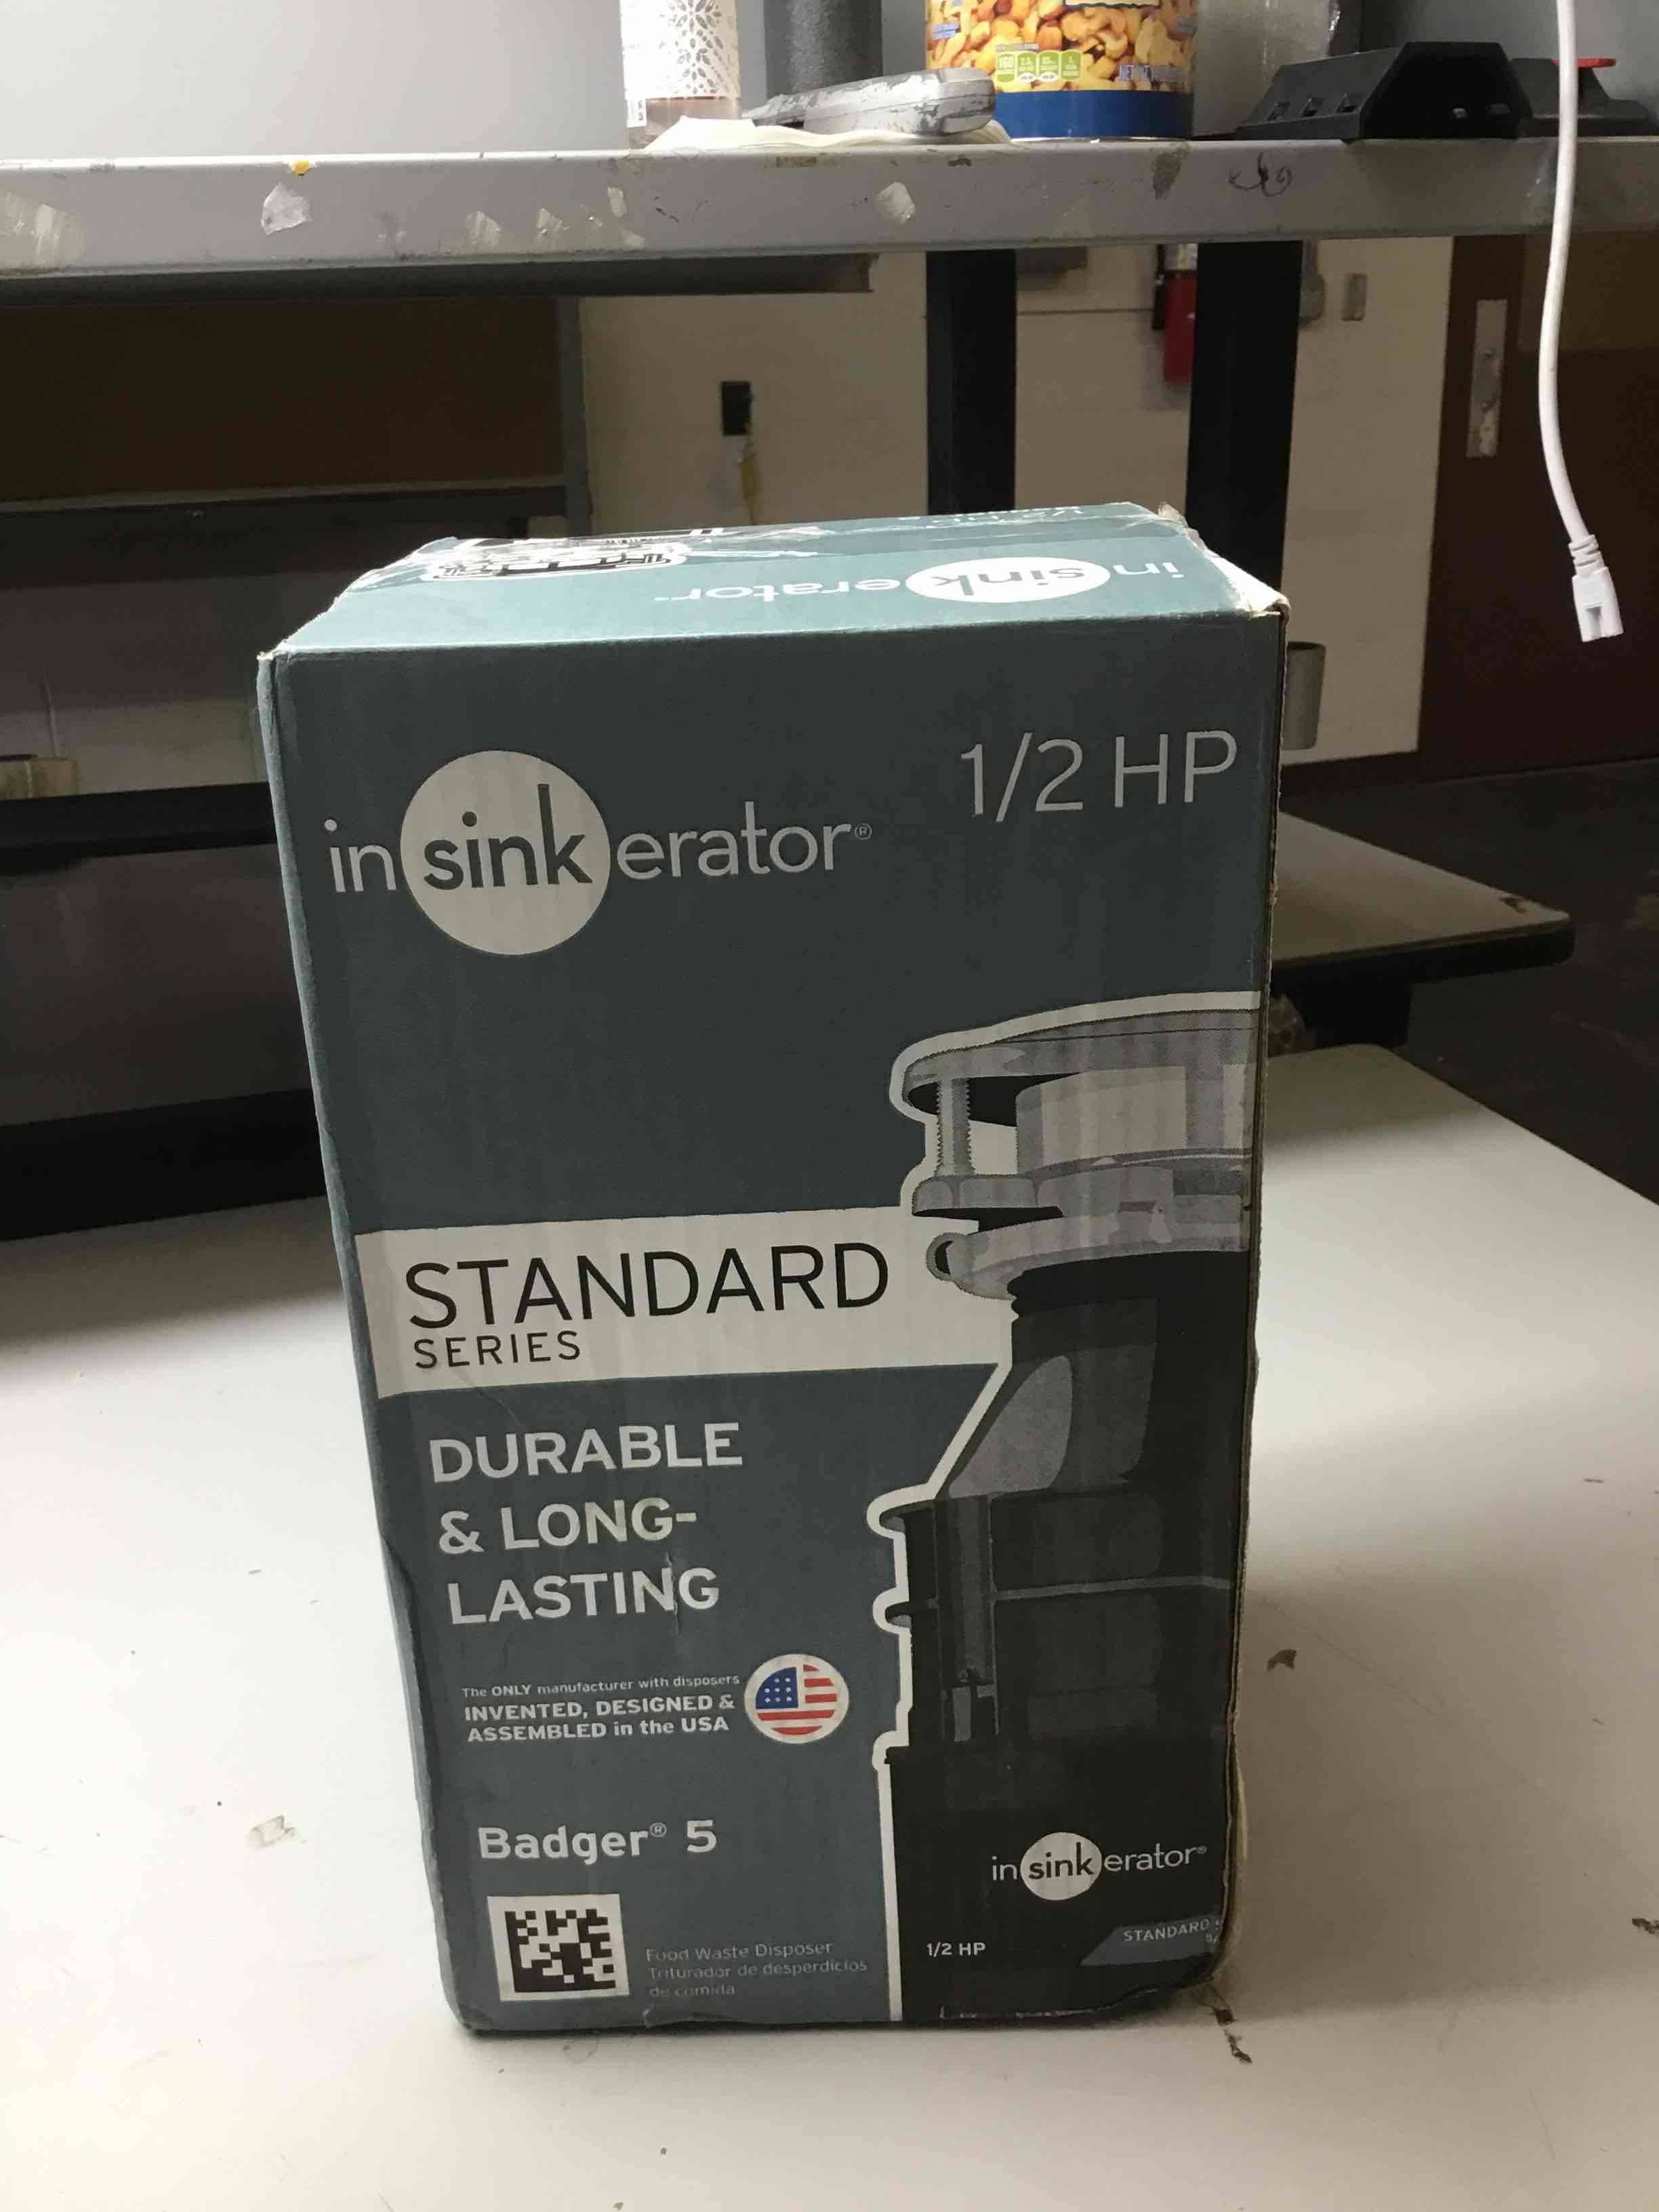 insinkerator®
insinkerator®
1/2 HP
STANDARD
SERIES
DURABLE
& LONG-
LASTING
The ONLY manufacturer with disposers
INVENTED, DESIGNED &
ASSEMBLED in the USA
Badger® 5
Food Waste Disposer
Triturador de desperdicios
de comida
insinkerator®
1/2 HP
STANDARD